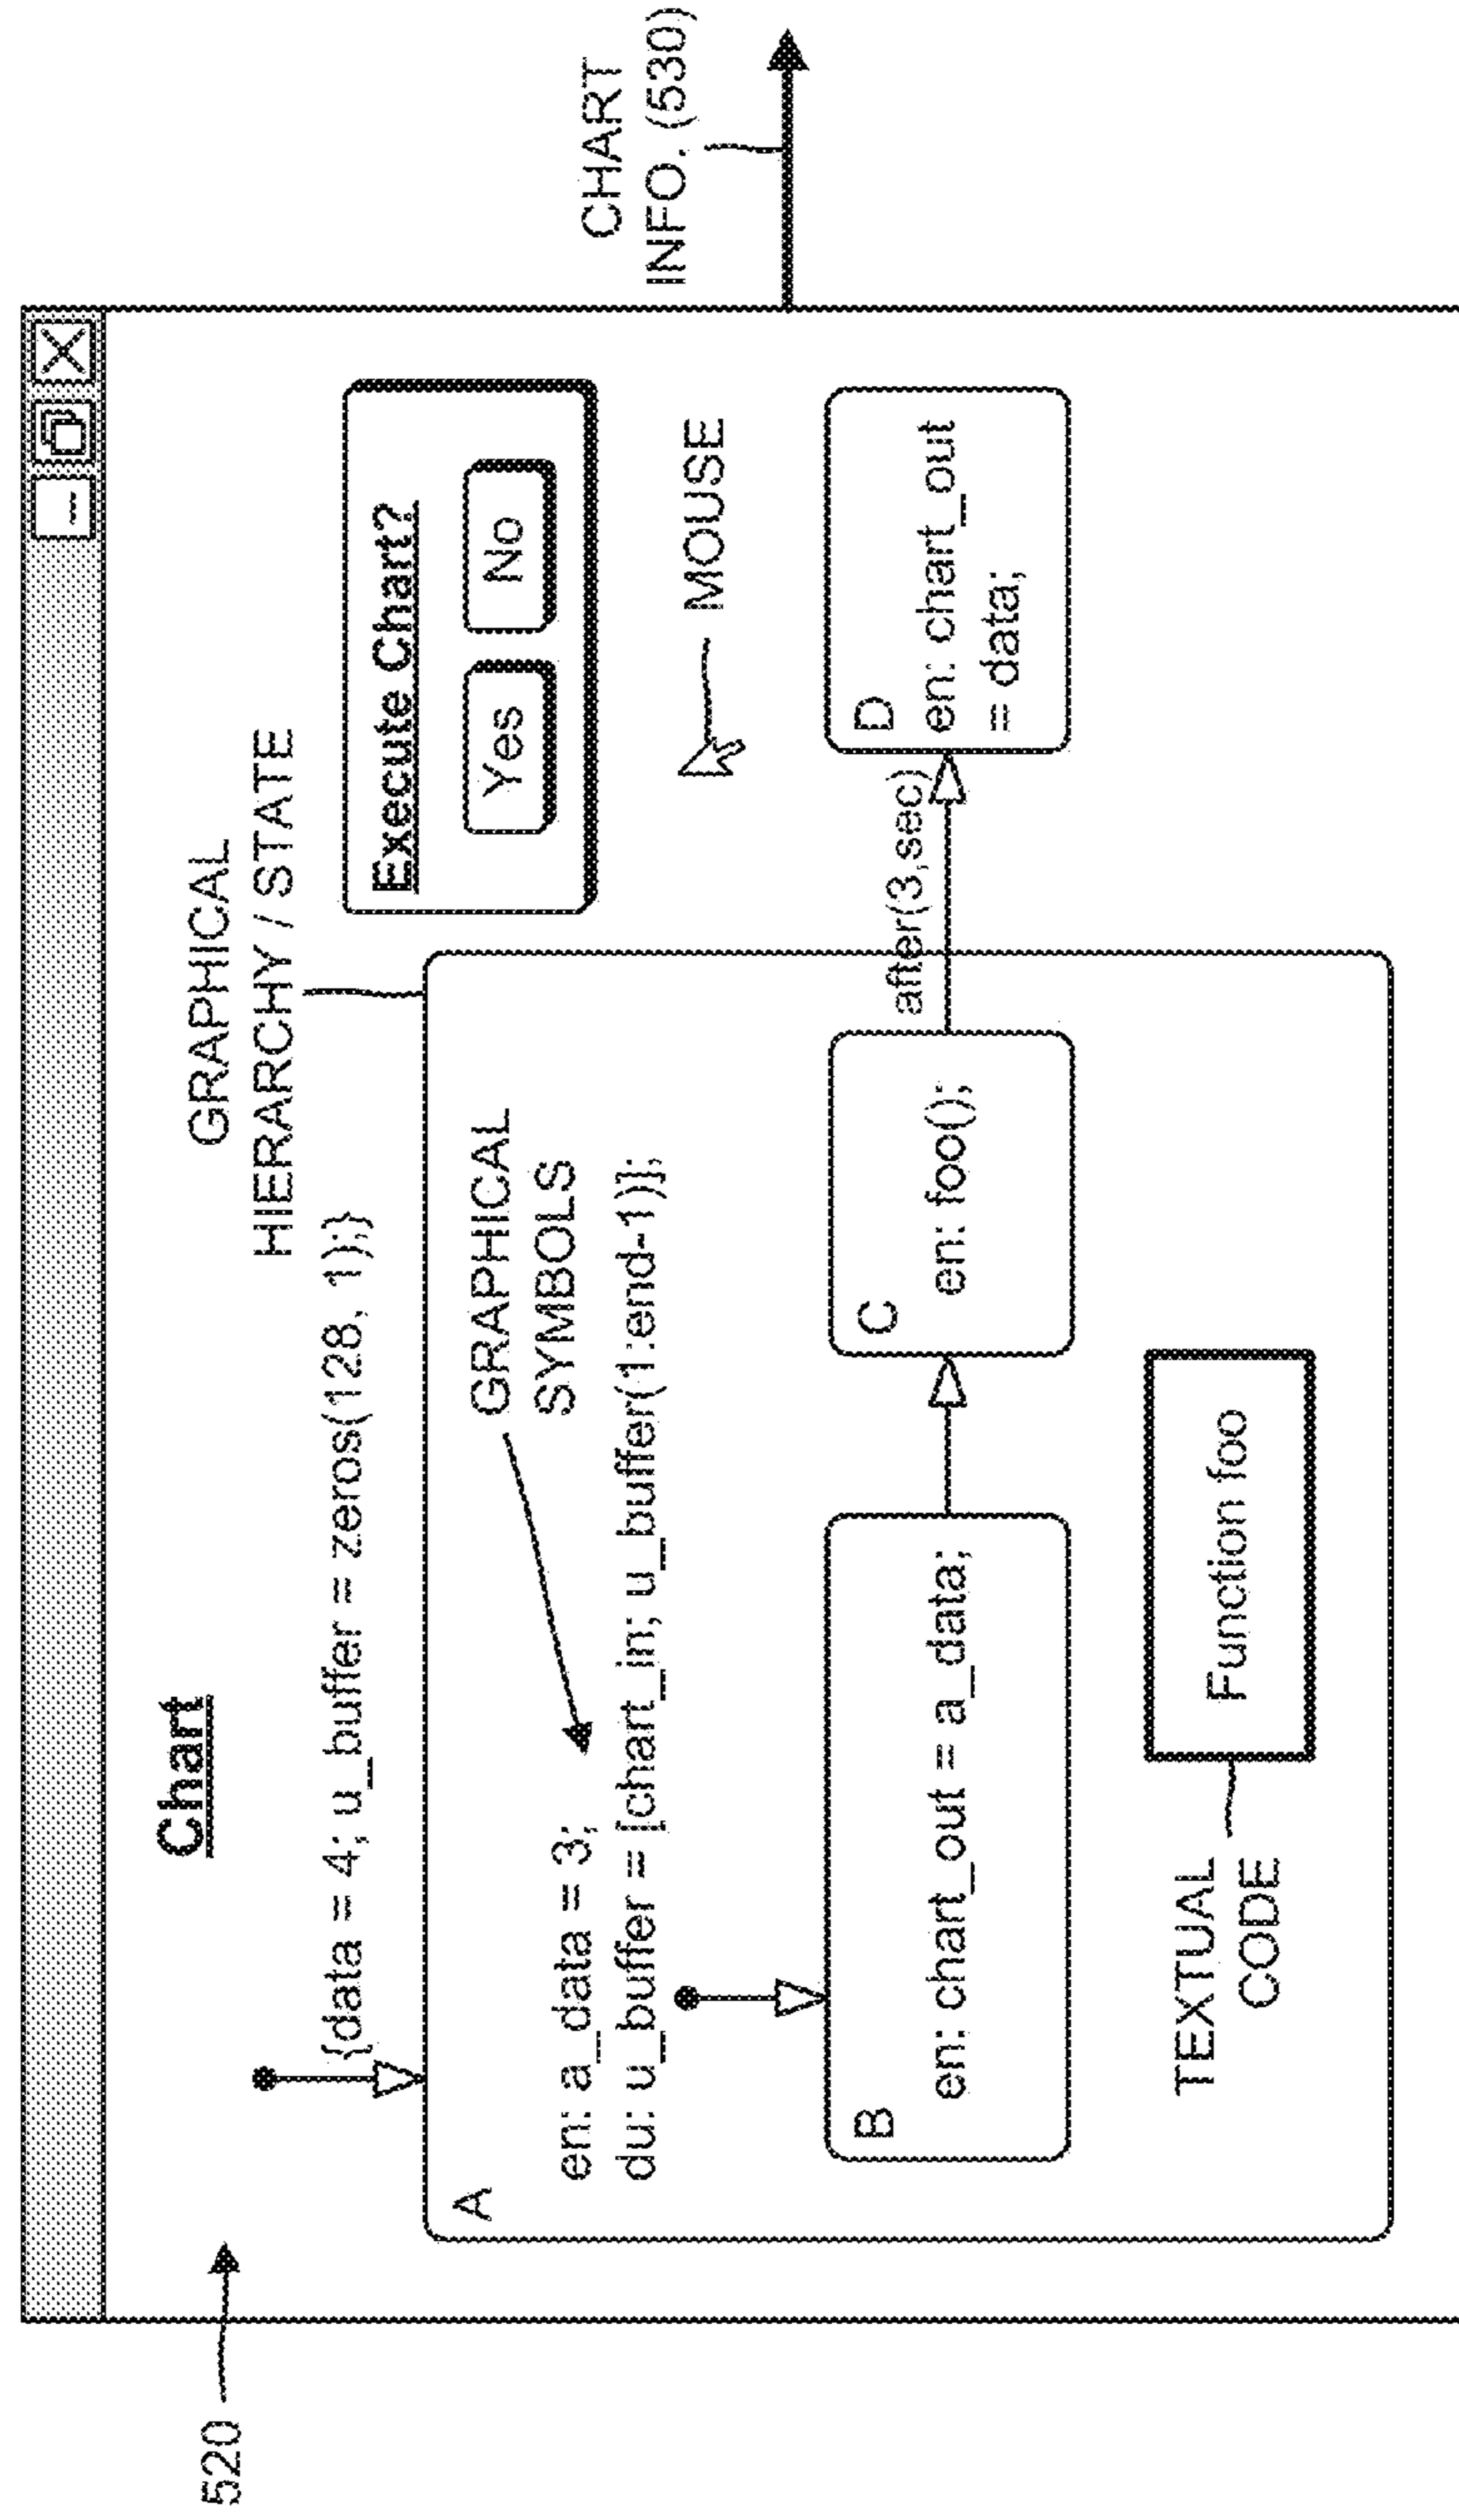 520
Chart
GRAPHICAL
HIERARCHY / STATE
{data = 4; u_buffer = zeros(128, 1);}
Execute Chart?
Yes
No
MOUSE
CHART
INFO. (530)
A
GRAPHICAL
SYMBOLS
en: a_data = 3;
du: u_buffer = [chart_in; u_buffer(1:end-1)];
B
en: chart_out = a_data;
C
en: foo();
after(3,sec)
D
en: chart_out
= data;
TEXTUAL
CODE
Function foo